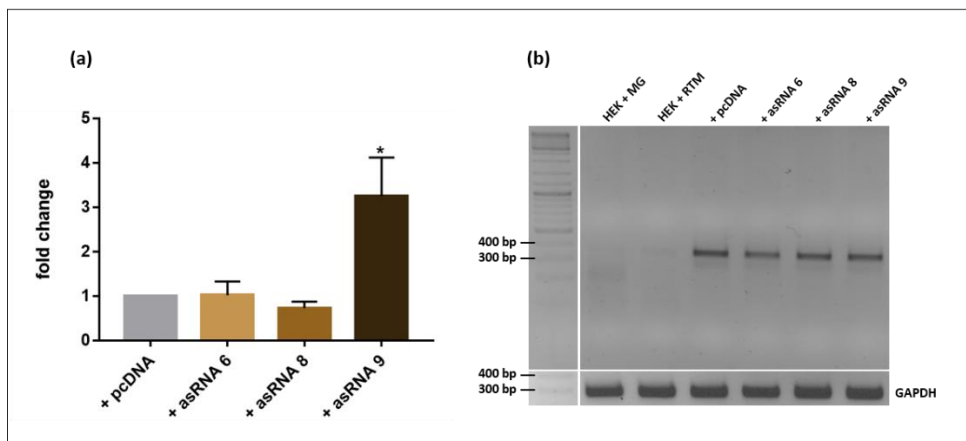 (a)
fold change
5
4
3
2
1
0
*
+ pcDNA
+ asRNA 6
+ asRNA 8
+ asRNA 9
(b)
HEK + MG
HEK + RTM
+ pcDNA
+ asRNA 6
+ asRNA 8
+ asRNA 9
400 bp
300 bp
400 bp
300 bp
GAPDH